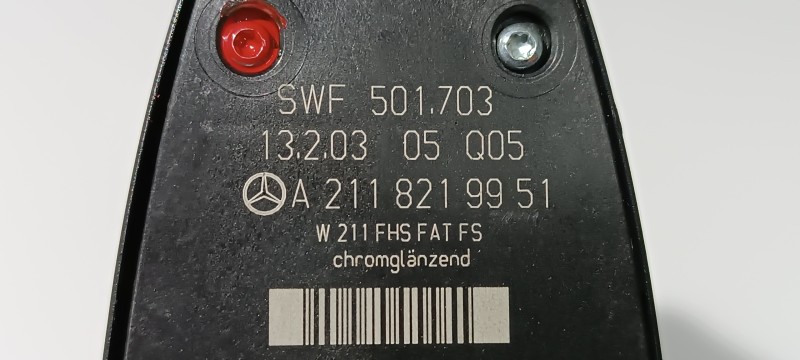 SWF 501.703
13.2.03 05 Q05
A 211 821 99 51
W 211 FHS FAT FS
chromglänzend